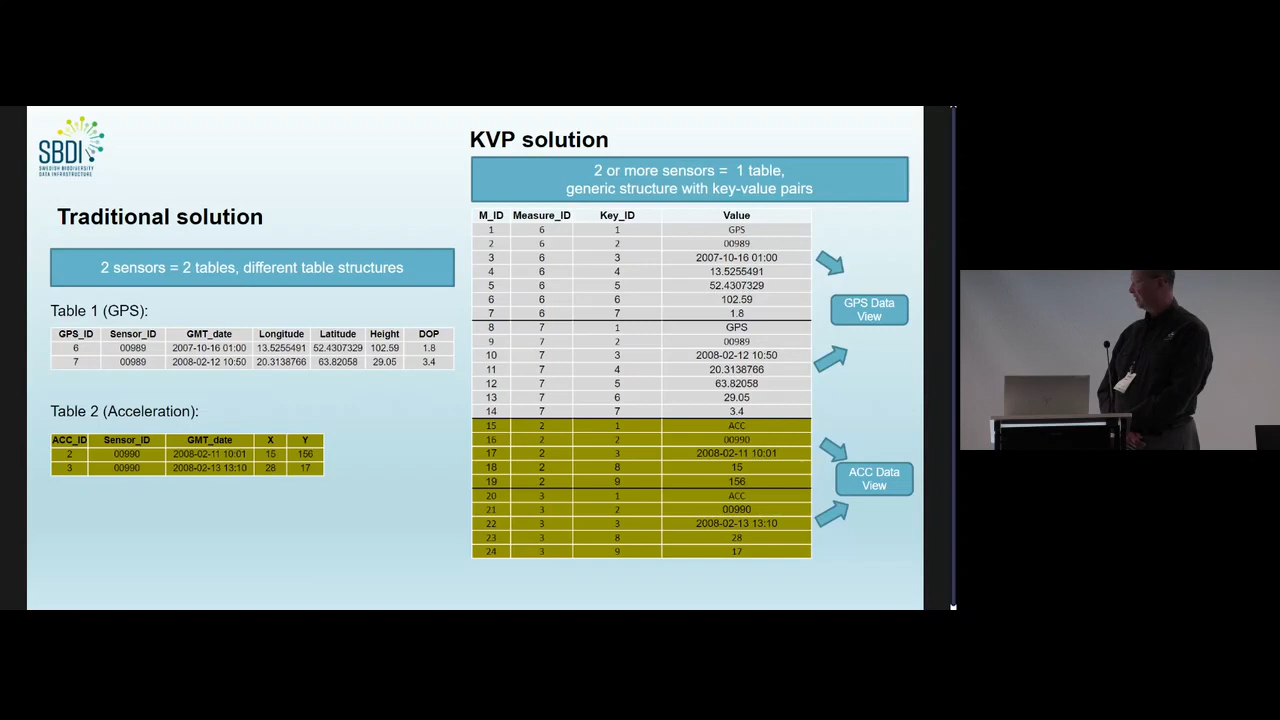 SBDI
SWEDISH BIODIVERSITY
DATA INFRASTRUCTURE
Traditional solution
2 sensors = 2 tables, different table structures
Table 1 (GPS):
GPS_ID Sensor_ID GMT_date Longitude Latitude Height DOP
6 00989 2007-10-16 01:00 13.5255491 52.4307329 102.59 1.8
7 00989 2008-02-12 10:50 20.3138766 63.82058 29.05 3.4
Table 2 (Acceleration):
ACC_ID Sensor_ID GMT_date X Y
2 00990 2008-02-11 10:01 15 156
3 00990 2008-02-13 13:10 28 17
KVP solution
2 or more sensors = 1 table,
generic structure with key-value pairs
M_ID Measure_ID Key_ID Value
1 6 1 GPS
2 6 2 00989
3 6 3 2007-10-16 01:00
4 6 4 13.5255491
5 6 5 52.4307329
6 6 6 102.59
7 6 7 1.8
8 7 1 GPS
9 7 2 00989
10 7 3 2008-02-12 10:50
11 7 4 20.3138766
12 7 5 63.82058
13 7 6 29.05
14 7 7 3.4
15 2 1 ACC
16 2 2 00990
17 2 3 2008-02-11 10:01
18 2 8 15
19 2 9 156
20 3 1 ACC
21 3 2 00990
22 3 3 2008-02-13 13:10
23 3 8 28
24 3 9 17
GPS Data
View
ACC Data
View